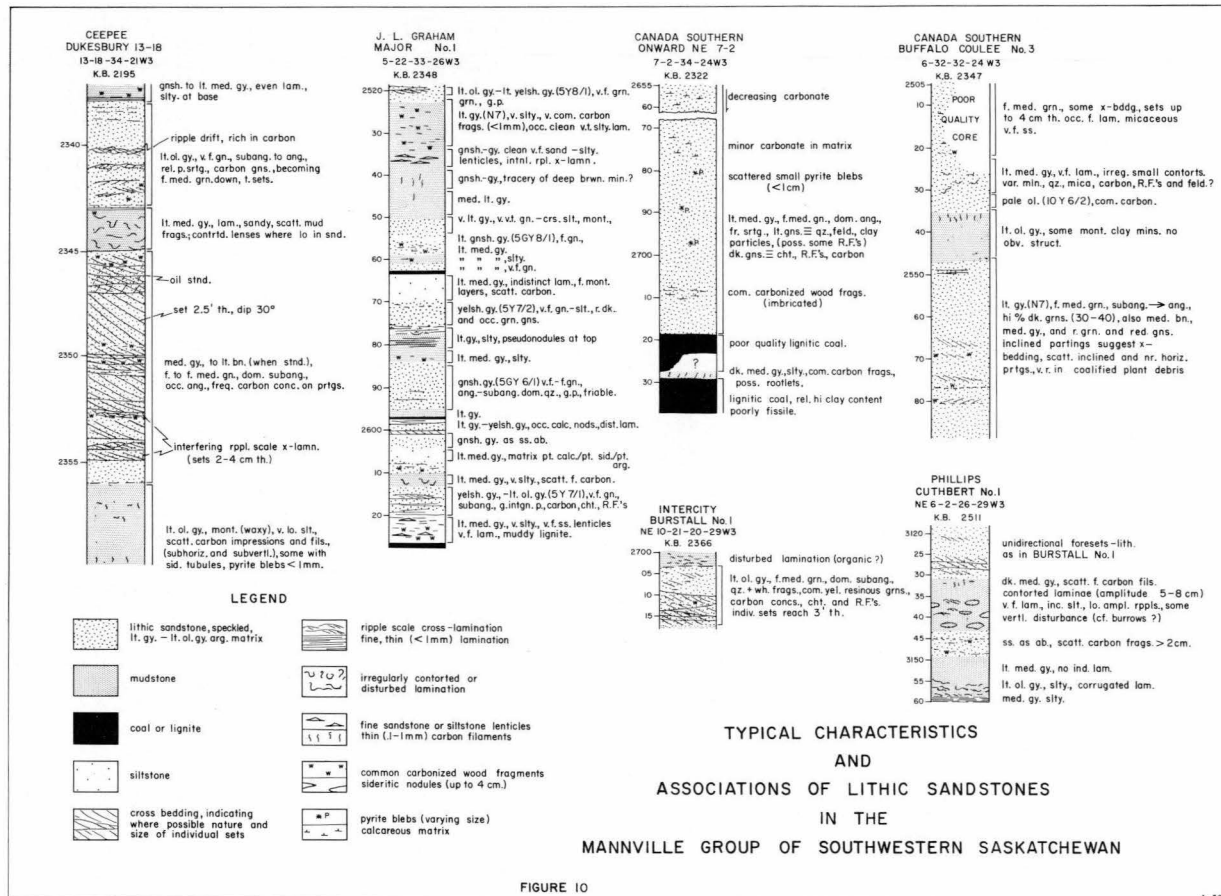 CEEPEE
DUKESBURY 13-18
13-18-34-21W3
K.B. 2195
gnsh. to lt. med. gy., even lam.,
slty. at base
2340
ripple drift, rich in carbon
lt. ol. gy., v. f. gn., subang. to ang.,
rel. p. srtg., carbon gns., becoming
f. med. grn. down, t. sets.
lt. med. gy., lam., sandy, scatt. mud
frags.; contrtd. lenses where lo in snd.
2345
oil stnd.
set 2.5' th., dip 30°
2350
med. gy., to lt. bn. (when stnd.),
f. to f. med. gn., dom. subang.,
occ. ang., freq. carbon conc. on prtgs.
interfering rppl. scale x-lamn.
(sets 2-4 cm th.)
2355
lt. ol. gy., mont. (waxy), v. lo. slt.,
scatt. carbon impressions and fils.,
(subhoriz. and subvertl.), some with
sid. tubules, pyrite blebs < 1mm.
J. L. GRAHAM
MAJOR No.1
5-22-33-26W3
K.B. 2348
2520
lt. ol. gy. - lt. yelsh. gy. (5Y8/1), v.f. grn.
grn., g.p.
lt. gy. (N7), v. slty., v. com. carbon
frags. (<1mm), occ. clean v.t. slty. lam.
30
gnsh.-gy. clean v.f. sand - slty.
lenticles, intnl. rpl. x-lamn.
40
gnsh.-gy., tracery of deep brwn. min.?
med. lt. gy.
50
v. lt. gy., v.v.t. gn. - crs. slt., mont.,
lt. gnsh. gy. (5GY 8/1), f. gn.,
lt. med. gy.
" " " , slty.
60
" " " , v.f. gn.
lt. med. gy., indistinct lam., f. mont.
layers, scatt. carbon.
70
yelsh. gy. (5Y7/2), v.f. gn. - slt., r. dk.
and occ. grn. gns.
lt. gy., slty, pseudonodules at top
80
lt. med. gy., slty.
90
gnsh. gy. (5GY 6/1) v.f. - f. gn.,
ang. - subang. dom. qz., g.p., friable.
lt. gy.
lt. gy. - yelsh. gy., occ. calc. nods., dist. lam.
2600
gnsh. gy. as ss. ab.
lt. med. gy., matrix pt. calc./pt. sid./pt.
arg.
10
lt. med. gy., v. slty., scatt. f. carbon.
yelsh. gy., - lt. ol. gy. (5Y 7/1), v.f. gn.,
subang., g. intgn. p., carbon, cht., R.F.'s
20
lt. med. gy., v. slty., v.f. ss. lenticles
v.f. lam., muddy lignite.
CANADA SOUTHERN
ONWARD NE 7-2
7-2-34-24W3
K.B. 2322
2655
decreasing carbonate
60
70
minor carbonate in matrix
80
scattered small pyrite blebs
(<1cm)
90
lt. med. gy., f. med. gn., dom. ang.,
fr. srtg., lt. gns. ≡ qz., feld., clay
particles, (poss. some R.F.'s)
2700
dk. gns. ≡ cht., R.F.'s, carbon
10
com. carbonized wood frags.
(imbricated)
poor quality lignitic coal.
?
dk. med. gy., slty., com. carbon frags.,
poss. rootlets.
30
lignitic coal, rel. hi clay content
poorly fissile.
CANADA SOUTHERN
BUFFALO COULEE No.3
6-32-32-24 W3
K.B. 2347
2505
10
POOR
QUALITY
CORE
f. med. grn., some x-bddg., sets up
to 4 cm th. occ. f. lam. micaceous
v.f. ss.
20
lt. med. gy., v.f. lam., irreg. small contorts.
var. min., qz., mica, carbon, R.F.'s and feld.?
30
pale ol. (10Y 6/2), com. carbon.
40
lt. ol. gy., some mont. clay mins. no
obv. struct.
2550
60
lt. gy. (N7), f. med. grn., subang. → ang.,
hi % dk. grns. (30-40), also med. bn.,
med. gy., and r. grn. and red. gns.
inclined partings suggest x-
bedding, scatt. inclined and nr. horiz.
prtgs., v. r. in coalified plant debris
70
80
INTERCITY
BURSTALL No.1
NE 10-21-20-29W3
K.B. 2366
2700
disturbed lamination (organic ?)
05
lt. ol. gy., f. med. grn., dom. subang.,
qz. + wh. frags., com. yel. resinous grns.,
10
carbon concs., cht. and R.F.'s.
indiv. sets reach 3' th.
15
PHILLIPS
CUTHBERT No.1
NE 6-2-26-29W3
K.B. 2511
3120
unidirectional foresets - lith.
as in BURSTALL No.1
25
30
dk. med. gy., scatt. f. carbon fils.
contorted laminae (amplitude 5-8 cm)
35
v. f. lam., inc. slt., lo. ampl. rppls., some
vertl. disturbance (cf. burrows ?)
40
45
ss. as ab., scatt. carbon frags. > 2cm.
3150
lt. med. gy., no ind. lam.
55
lt. ol. gy., slty., corrugated lam.
60
med. gy. slty.
LEGEND
lithic sandstone, speckled,
lt. gy. - lt. ol. gy. arg. matrix
mudstone
coal or lignite
siltstone
cross bedding, indicating
where possible nature and
size of individual sets
ripple scale cross-lamination
fine, thin (<1mm) lamination
irregularly contorted or
disturbed lamination
fine sandstone or siltstone lenticles
thin (.1-1mm) carbon filaments
common carbonized wood fragments
sideritic nodules (up to 4 cm.)
pyrite blebs (varying size)
calcareous matrix
TYPICAL CHARACTERISTICS
AND
ASSOCIATIONS OF LITHIC SANDSTONES
IN THE
MANNVILLE GROUP OF SOUTHWESTERN SASKATCHEWAN
FIGURE 10